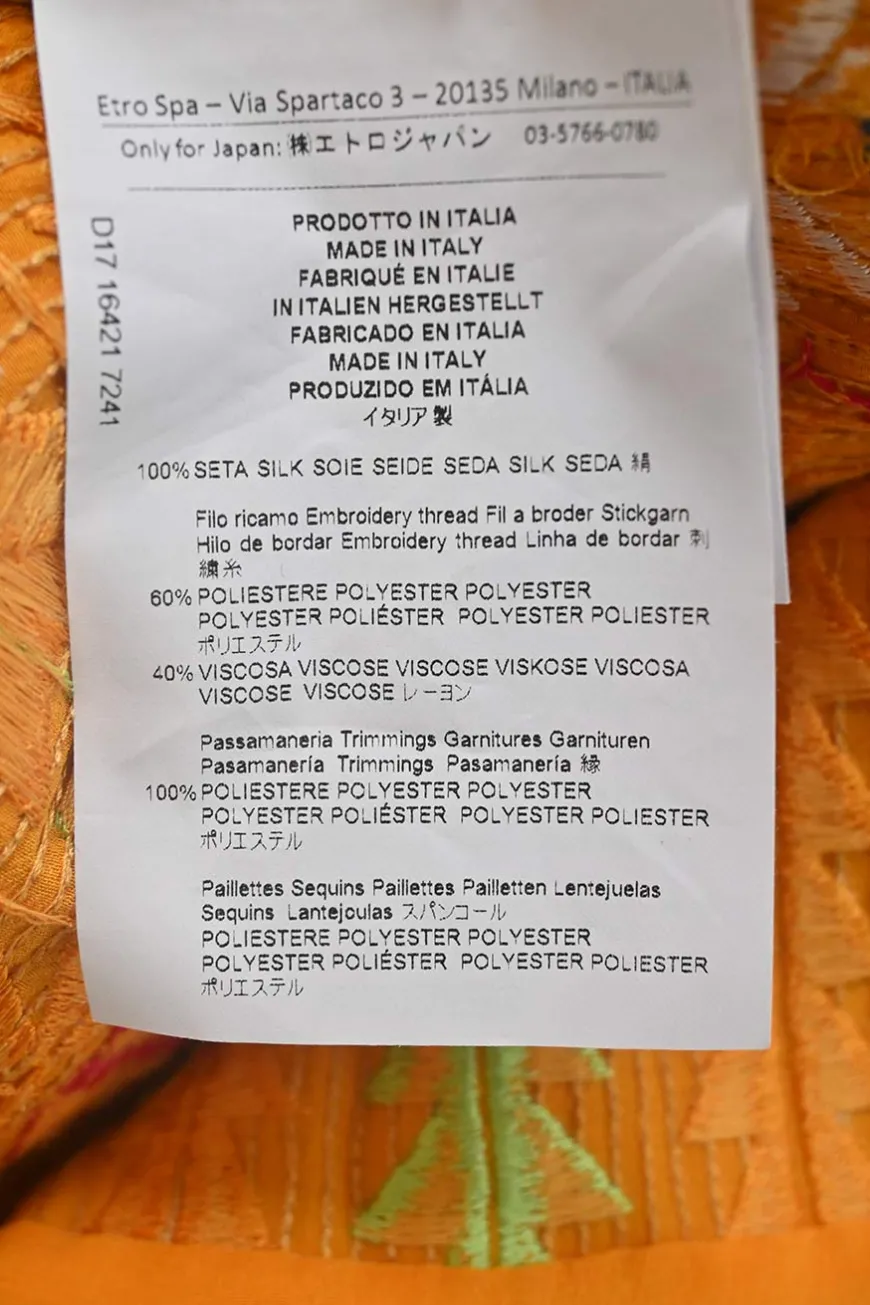 Etro Spa – Via Spartaco 3 – 20135 Milano – ITALIA
Only for Japan: ㈱エトロジャパン 03-5766-0780
D17 16421 7241
PRODOTTO IN ITALIA
MADE IN ITALY
FABRIQUÉ EN ITALIE
IN ITALIEN HERGESTELLT
FABRICADO EN ITALIA
MADE IN ITALY
PRODUZIDO EM ITÁLIA
イタリア製
100% SETA SILK SOIE SEIDE SEDA SILK SEDA 絹
Filo ricamo Embroidery thread Fil a broder Stickgarn
Hilo de bordar Embroidery thread Linha de bordar 刺
繍糸
60% POLIESTERE POLYESTER POLYESTER
POLYESTER POLIÉSTER POLYESTER POLIESTER
ポリエステル
40% VISCOSA VISCOSE VISCOSE VISKOSE VISCOSA
VISCOSE VISCOSE レーヨン
Passamaneria Trimmings Garnitures Garnituren
Pasamanería Trimmings Pasamanería 縁
100% POLIESTERE POLYESTER POLYESTER
POLYESTER POLIÉSTER POLYESTER POLIESTER
ポリエステル
Paillettes Sequins Paillettes Pailletten Lentejuelas
Sequins Lantejoulas スパンコール
POLIESTERE POLYESTER POLYESTER
POLYESTER POLIÉSTER POLYESTER POLIESTER
ポリエステル